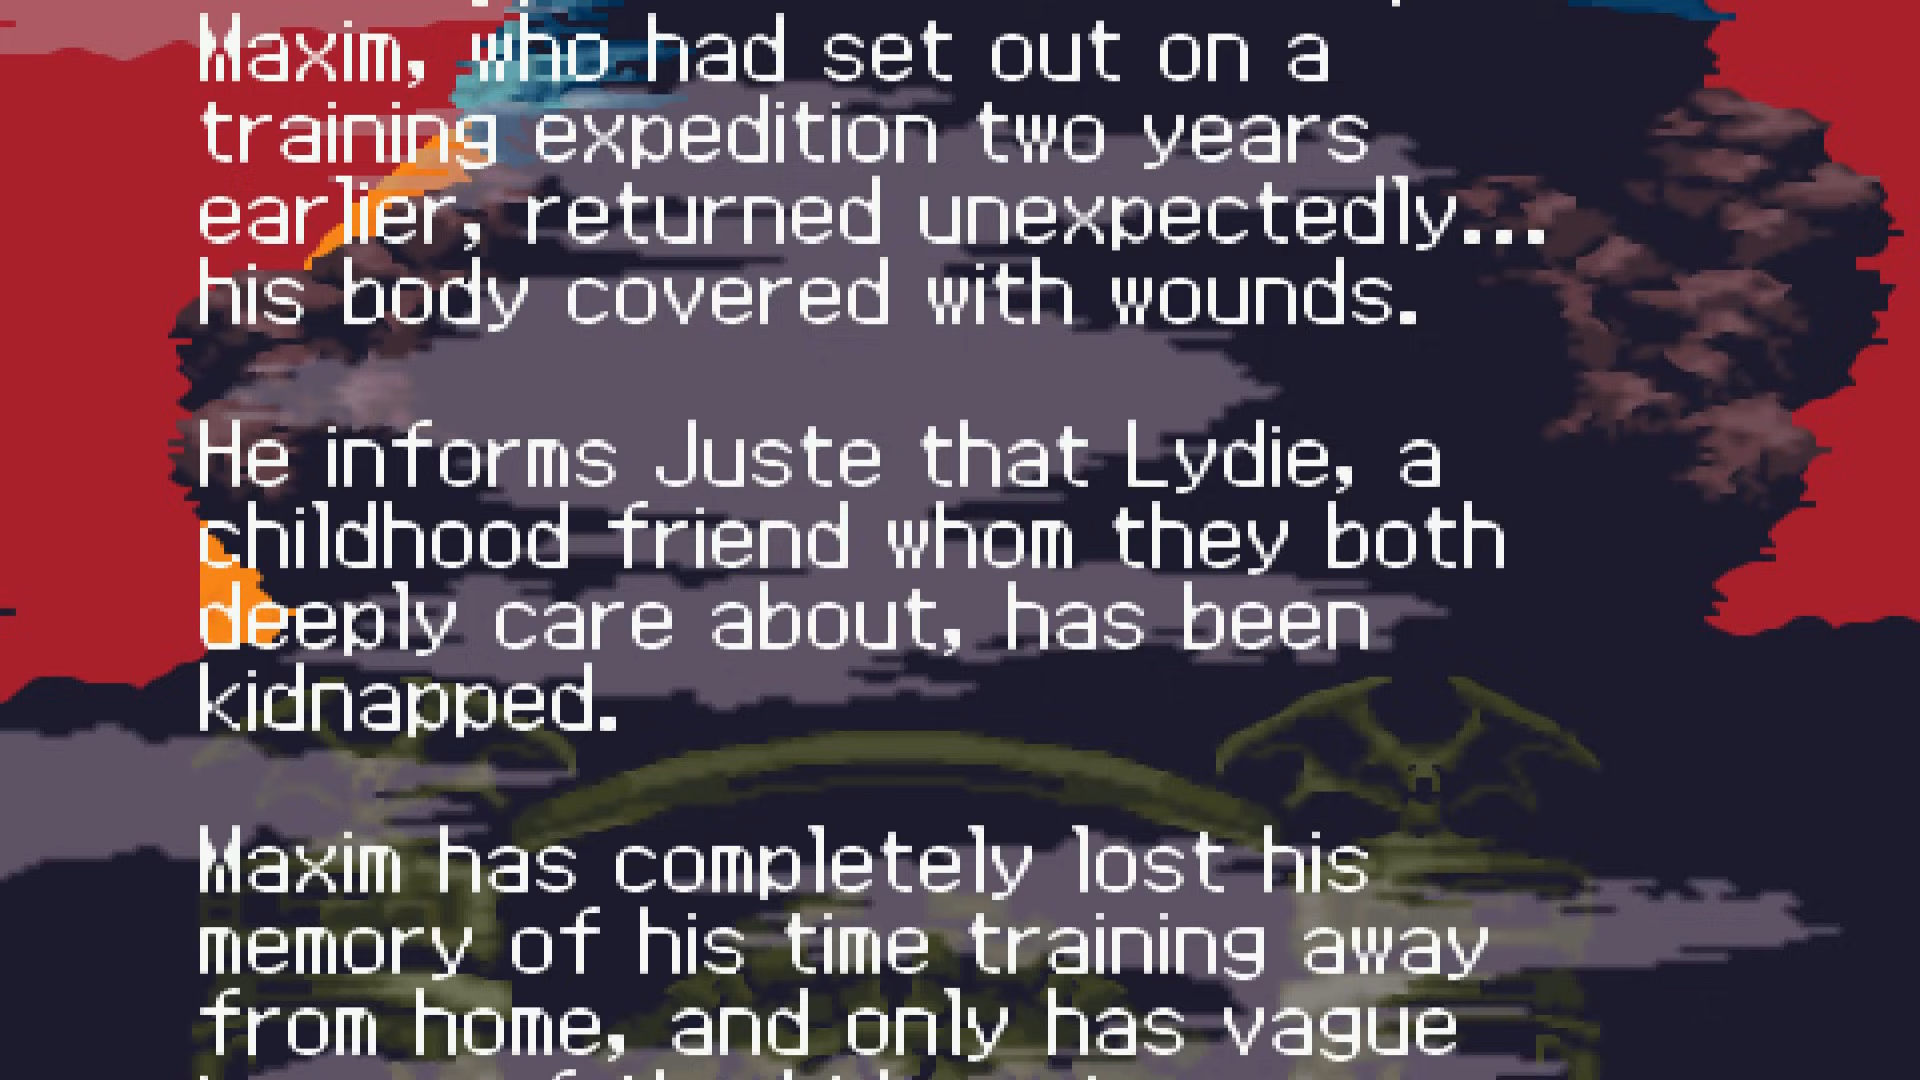 Maxim, who had set out on a
training expedition two years
earlier, returned unexpectedly...
his body covered with wounds.
He informs Juste that Lydie, a
childhood friend whom they both
deeply care about, has been
kidnapped.
Maxim has completely lost his
memory of his time training away
from home, and only has vague